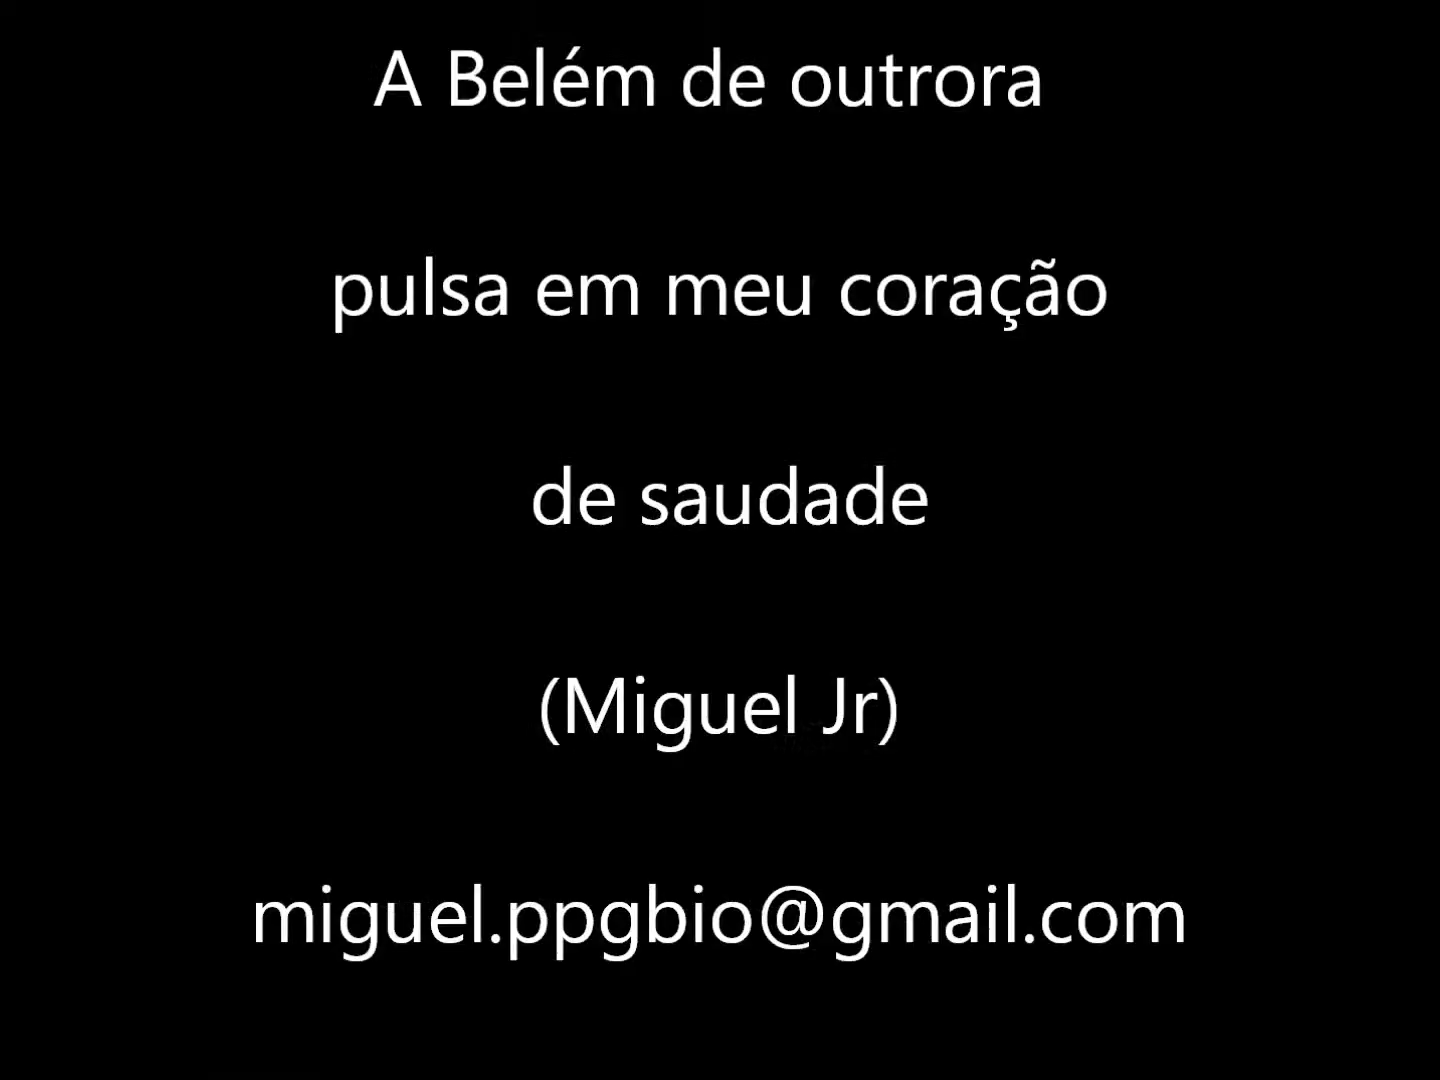 A Belém de outrora
pulsa em meu coração
de saudade
(Miguel Jr)
miguel.ppgbio@gmail.com